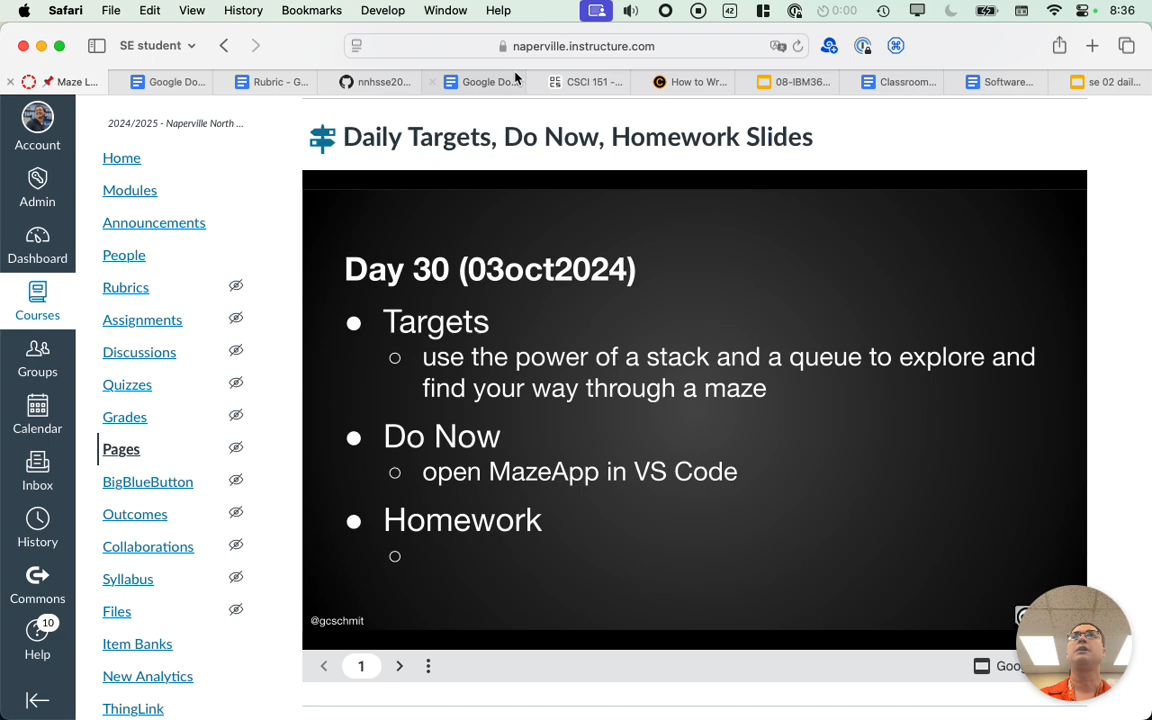 Safari File Edit View History Bookmarks Develop Window Help 42 0:00 8:36
SE student naperville.instructure.com
Maze L... Google Do... Rubric - G... nnhsse20... Google Do... CSCI 151 -... How to Wr... 08-IBM36... Classroom... Software... se 02 dail...
Account
Admin
Dashboard
Courses
Groups
Calendar
Inbox
History
Commons
10
Help
2024/2025 - Naperville North ...
Home
Modules
Announcements
People
Rubrics
Assignments
Discussions
Quizzes
Grades
Pages
BigBlueButton
Outcomes
Collaborations
Syllabus
Files
Item Banks
New Analytics
ThingLink
Daily Targets, Do Now, Homework Slides
Day 30 (03oct2024)
Targets
use the power of a stack and a queue to explore and
find your way through a maze
Do Now
open MazeApp in VS Code
Homework
@gcschmit
1